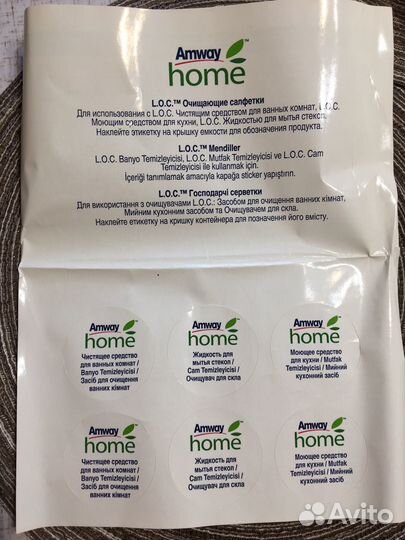 Amway
home
L.O.C.™ Очищающие салфетки
Для использования с L.O.C. Чистящим средством для ванных комнат, L.O.C.
Моющим средством для кухни, L.O.C. Жидкостью для мытья стекол.
Наклейте этикетку на крышку емкости для обозначения продукта.
L.O.C.™ Mendiller
L.O.C. Banyo Temizleyicisi, L.O.C. Mutfak Temizleyicisi ve L.O.C. Cam
Temizleyicisi ile kullanmak için.
İçeriği tanımlamak amacıyla kapağa sticker yapıştırın.
L.O.C.™ Господарчі серветки
Для використання з очищувачами L.O.C.: Засобом для очищення ванних кімнат,
Мийним кухонним засобом та Очищувачем для скла.
Наклейте етикетку на кришку контейнера для позначення його вмісту.
Amway
home
Чистящее средство
для ванных комнат /
Banyo Temizleyicisi /
Засіб для очищення
ванних кімнат
Amway
home
Жидкость для
мытья стекол /
Cam Temizleyicisi /
Очищувач для скла
Amway
home
Моющее средство
для кухни / Mutfak
Temizleyicisi / Мийний
кухонний засіб
Amway
home
Чистящее средство
для ванных комнат /
Banyo Temizleyicisi /
Засіб для очищення
ванних кімнат
Amway
home
Жидкость для
мытья стекол /
Cam Temizleyicisi /
Очищувач для скла
Amway
home
Моющее средство
для кухни / Mutfak
Temizleyicisi / Мийний
кухонний засіб
Avito